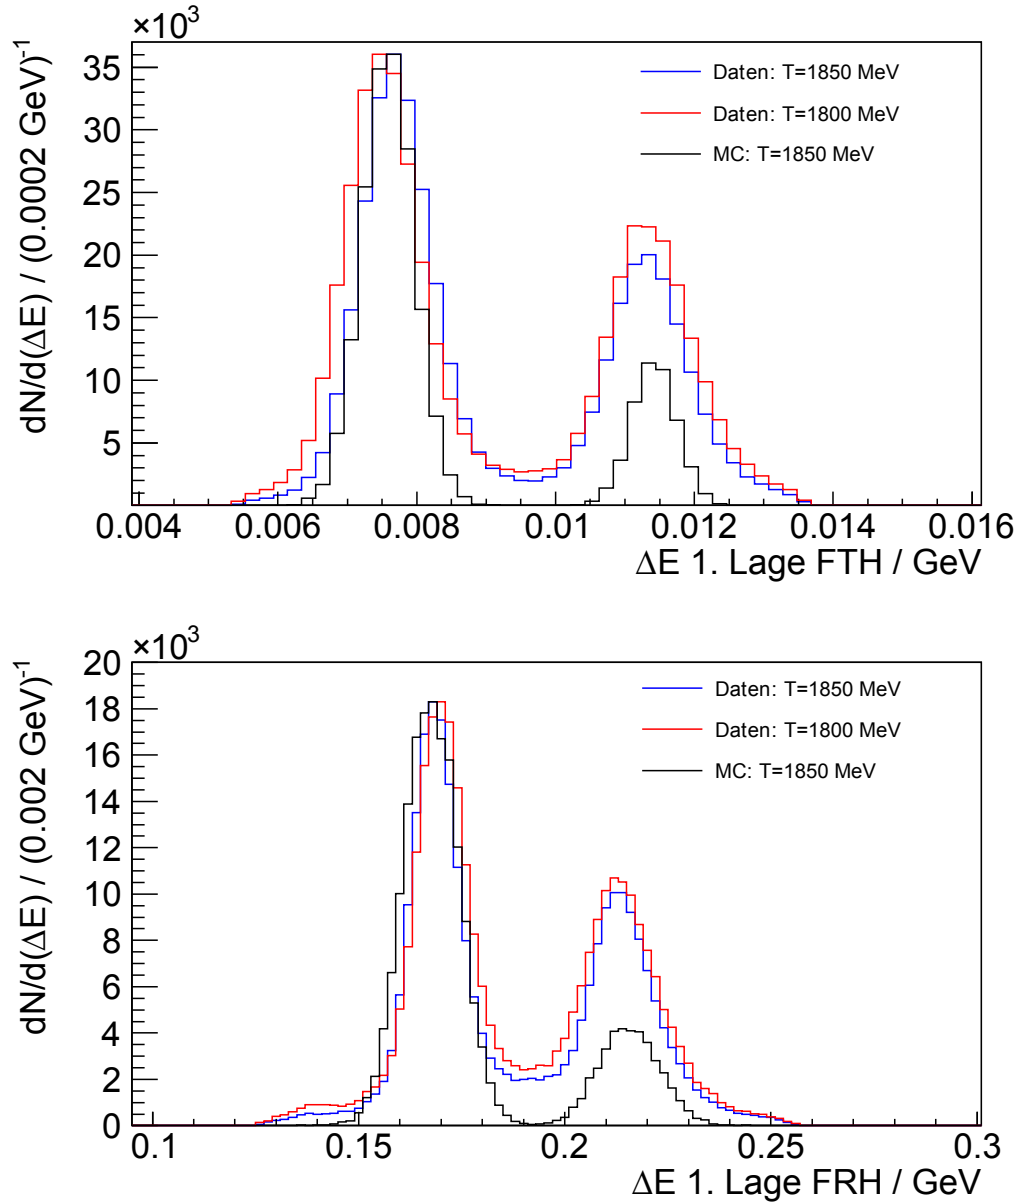 ×10³
dN/d(ΔE) / (0.0002 GeV)⁻¹
35
30
25
20
15
10
5
Daten: T=1850 MeV
Daten: T=1800 MeV
MC: T=1850 MeV
0.004 0.006 0.008 0.01 0.012 0.014 0.016
ΔE 1. Lage FTH / GeV
×10³
dN/d(ΔE) / (0.002 GeV)⁻¹
20
18
16
14
12
10
8
6
4
2
0
Daten: T=1850 MeV
Daten: T=1800 MeV
MC: T=1850 MeV
0.1 0.15 0.2 0.25 0.3
ΔE 1. Lage FRH / GeV